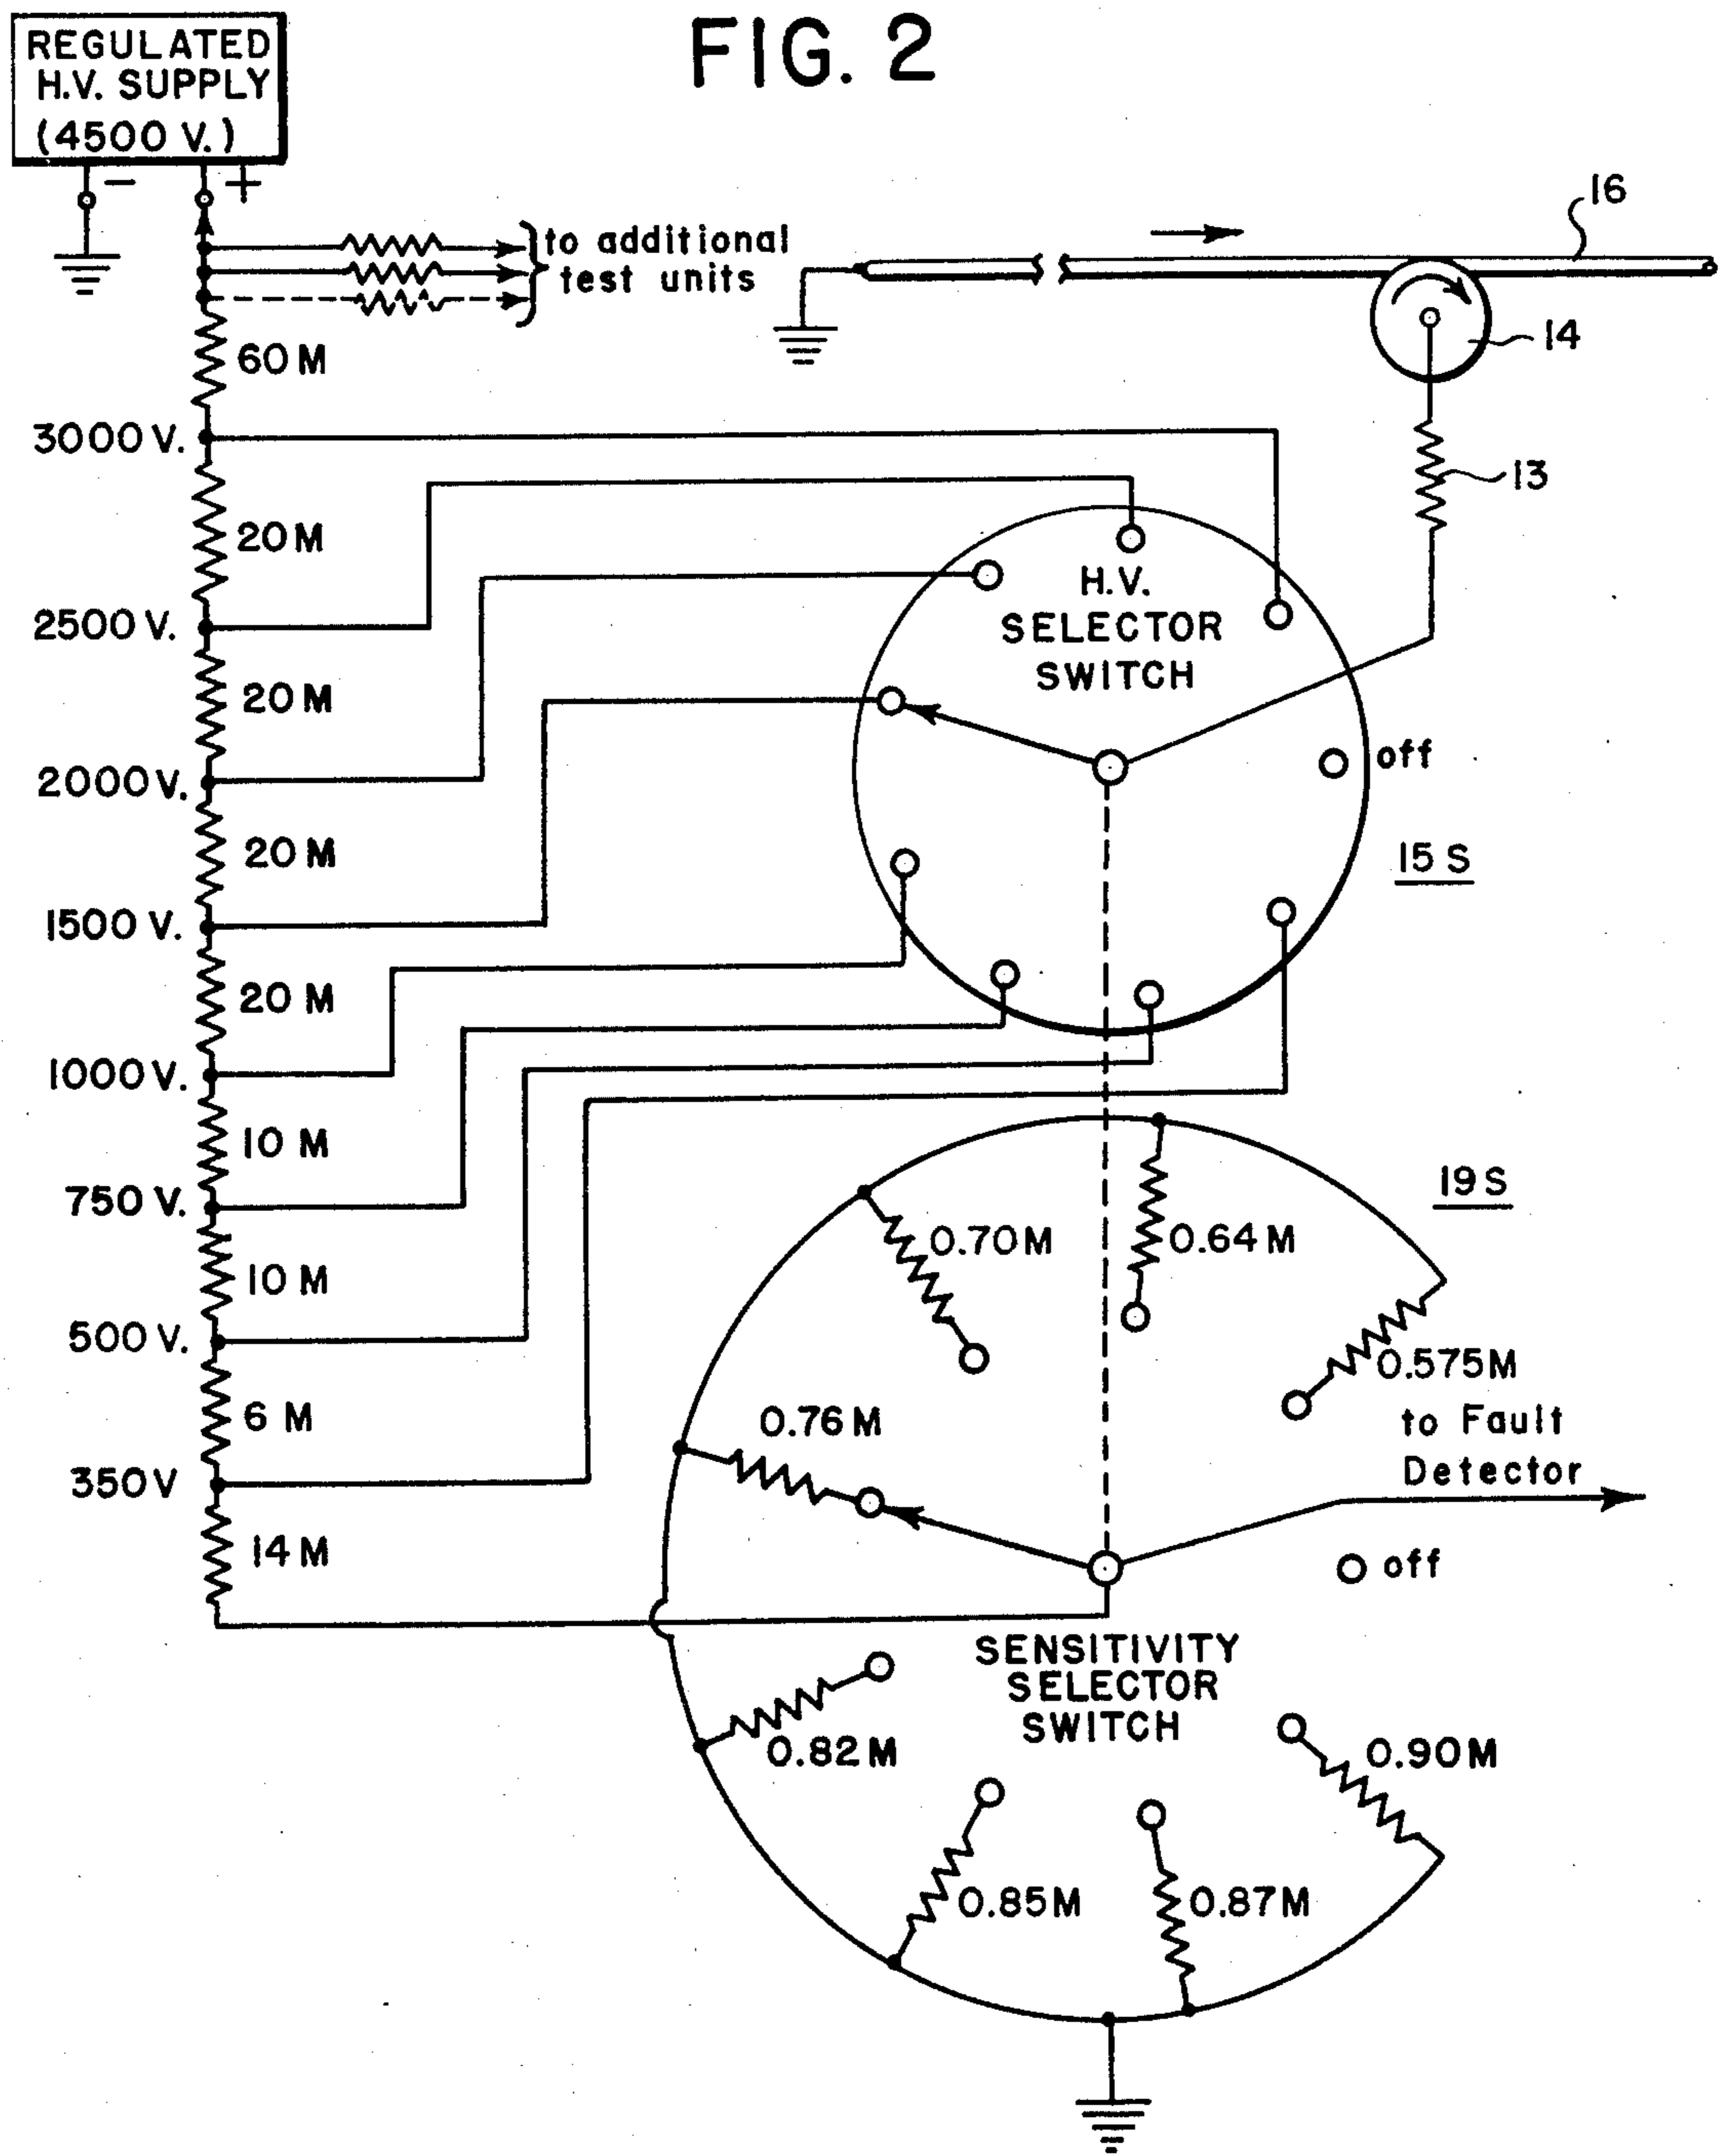 FIG. 2
REGULATED
H.V. SUPPLY
(4500 V.)
−
+
to additional
test units
16
14
13
60 M
3000 V.
20 M
2500 V.
20 M
2000 V.
20 M
1500 V.
20 M
1000 V.
10 M
750 V.
10 M
500 V.
6 M
350 V
14 M
H.V.
SELECTOR
SWITCH
off
15 S
19 S
0.70 M
0.64 M
0.575 M
0.76 M
to Fault
Detector
off
SENSITIVITY
SELECTOR
SWITCH
0.82 M
0.90 M
0.85 M
0.87 M